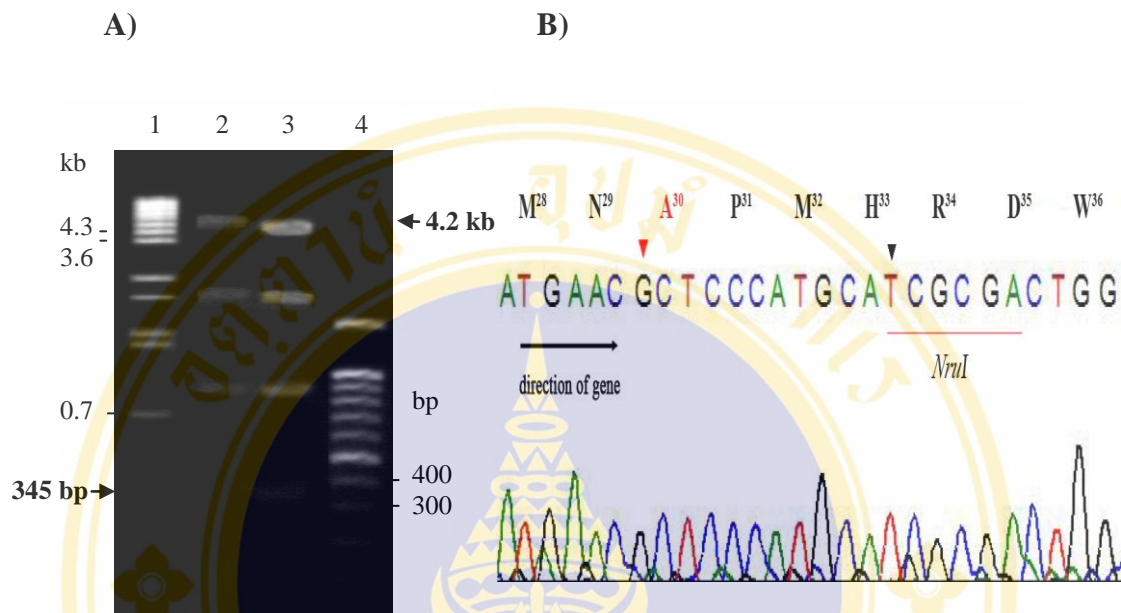 A)
B)
1 2 3 4
kb
4.3
3.6
0.7
345 bp
4.2 kb
bp
400
300
M28 N29 A30 P31 M32 H33 R34 D35 W36
ATGAACGCTCCCATGCATCGCGACTGG
direction of gene
NruI